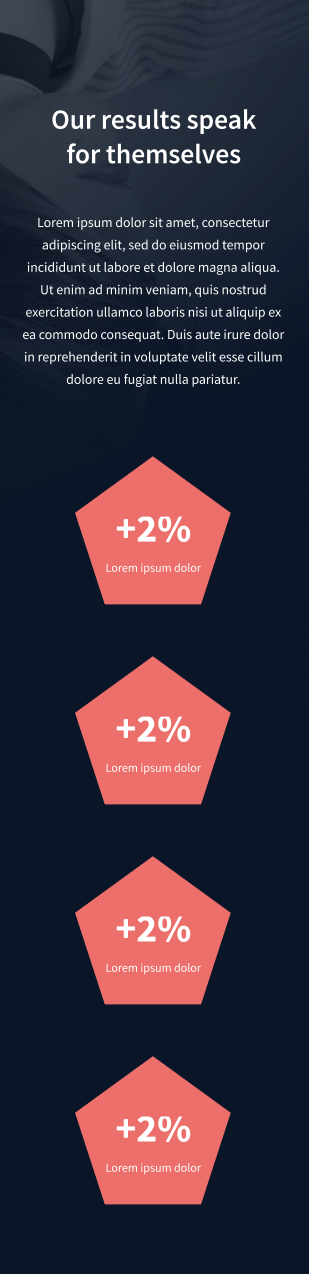 Our results speak
for themselves
Lorem ipsum dolor sit amet, consectetur
adipiscing elit, sed do eiusmod tempor
incididunt ut labore et dolore magna aliqua.
Ut enim ad minim veniam, quis nostrud
exercitation ullamco laboris nisi ut aliquip ex
ea commodo consequat. Duis aute irure dolor
in reprehenderit in voluptate velit esse cillum
dolore eu fugiat nulla pariatur.
+2%
Lorem ipsum dolor
+2%
Lorem ipsum dolor
+2%
Lorem ipsum dolor
+2%
Lorem ipsum dolor